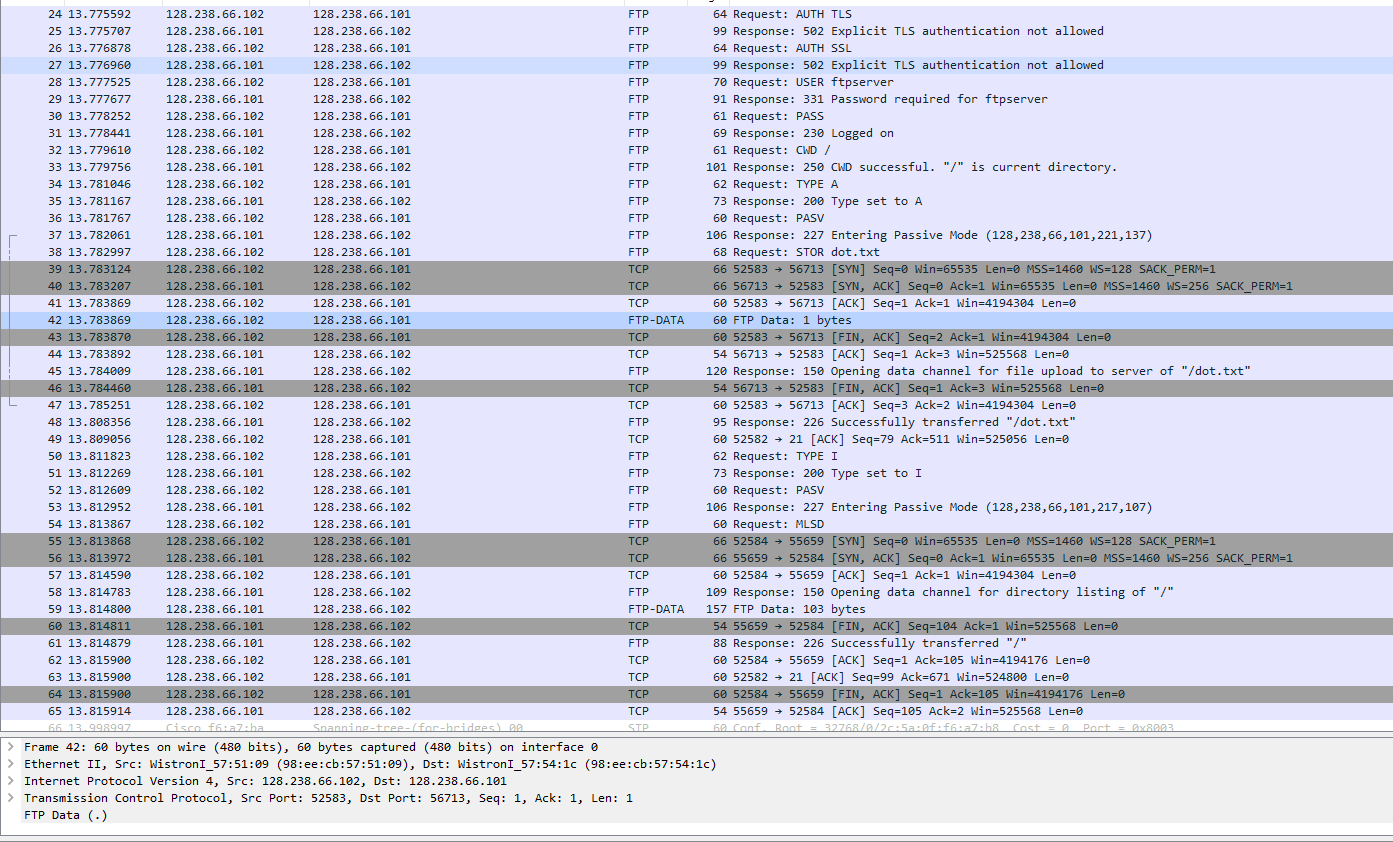 24 13.775592 128.238.66.102 128.238.66.101 FTP 64 Request: AUTH TLS
25 13.775707 128.238.66.101 128.238.66.102 FTP 99 Response: 502 Explicit TLS authentication not allowed
26 13.776878 128.238.66.102 128.238.66.101 FTP 64 Request: AUTH SSL
27 13.776960 128.238.66.101 128.238.66.102 FTP 99 Response: 502 Explicit TLS authentication not allowed
28 13.777525 128.238.66.102 128.238.66.101 FTP 70 Request: USER ftpserver
29 13.777677 128.238.66.101 128.238.66.102 FTP 91 Response: 331 Password required for ftpserver
30 13.778252 128.238.66.102 128.238.66.101 FTP 61 Request: PASS
31 13.778441 128.238.66.101 128.238.66.102 FTP 69 Response: 230 Logged on
32 13.779610 128.238.66.102 128.238.66.101 FTP 61 Request: CWD /
33 13.779756 128.238.66.101 128.238.66.102 FTP 101 Response: 250 CWD successful. "/" is current directory.
34 13.781046 128.238.66.102 128.238.66.101 FTP 62 Request: TYPE A
35 13.781167 128.238.66.101 128.238.66.102 FTP 73 Response: 200 Type set to A
36 13.781767 128.238.66.102 128.238.66.101 FTP 60 Request: PASV
37 13.782061 128.238.66.101 128.238.66.102 FTP 106 Response: 227 Entering Passive Mode (128,238,66,101,221,137)
38 13.782997 128.238.66.102 128.238.66.101 FTP 68 Request: STOR dot.txt
39 13.783124 128.238.66.102 128.238.66.101 TCP 66 52583 → 56713 [SYN] Seq=0 Win=65535 Len=0 MSS=1460 WS=128 SACK_PERM=1
40 13.783207 128.238.66.101 128.238.66.102 TCP 66 56713 → 52583 [SYN, ACK] Seq=0 Ack=1 Win=65535 Len=0 MSS=1460 WS=256 SACK_PERM=1
41 13.783869 128.238.66.102 128.238.66.101 TCP 60 52583 → 56713 [ACK] Seq=1 Ack=1 Win=4194304 Len=0
42 13.783869 128.238.66.102 128.238.66.101 FTP-DATA 60 FTP Data: 1 bytes
43 13.783870 128.238.66.102 128.238.66.101 TCP 60 52583 → 56713 [FIN, ACK] Seq=2 Ack=1 Win=4194304 Len=0
44 13.783892 128.238.66.101 128.238.66.102 TCP 54 56713 → 52583 [ACK] Seq=1 Ack=3 Win=525568 Len=0
45 13.784009 128.238.66.101 128.238.66.102 FTP 120 Response: 150 Opening data channel for file upload to server of "/dot.txt"
46 13.784460 128.238.66.101 128.238.66.102 TCP 54 56713 → 52583 [FIN, ACK] Seq=1 Ack=3 Win=525568 Len=0
47 13.785251 128.238.66.102 128.238.66.101 TCP 60 52583 → 56713 [ACK] Seq=3 Ack=2 Win=4194304 Len=0
48 13.808356 128.238.66.101 128.238.66.102 FTP 95 Response: 226 Successfully transferred "/dot.txt"
49 13.809056 128.238.66.102 128.238.66.101 TCP 60 52582 → 21 [ACK] Seq=79 Ack=511 Win=525056 Len=0
50 13.811823 128.238.66.102 128.238.66.101 FTP 62 Request: TYPE I
51 13.812269 128.238.66.101 128.238.66.102 FTP 73 Response: 200 Type set to I
52 13.812609 128.238.66.102 128.238.66.101 FTP 60 Request: PASV
53 13.812952 128.238.66.101 128.238.66.102 FTP 106 Response: 227 Entering Passive Mode (128,238,66,101,217,107)
54 13.813867 128.238.66.102 128.238.66.101 FTP 60 Request: MLSD
55 13.813868 128.238.66.102 128.238.66.101 TCP 66 52584 → 55659 [SYN] Seq=0 Win=65535 Len=0 MSS=1460 WS=128 SACK_PERM=1
56 13.813972 128.238.66.101 128.238.66.102 TCP 66 55659 → 52584 [SYN, ACK] Seq=0 Ack=1 Win=65535 Len=0 MSS=1460 WS=256 SACK_PERM=1
57 13.814590 128.238.66.102 128.238.66.101 TCP 60 52584 → 55659 [ACK] Seq=1 Ack=1 Win=4194304 Len=0
58 13.814783 128.238.66.101 128.238.66.102 FTP 109 Response: 150 Opening data channel for directory listing of "/"
59 13.814800 128.238.66.101 128.238.66.102 FTP-DATA 157 FTP Data: 103 bytes
60 13.814811 128.238.66.101 128.238.66.102 TCP 54 55659 → 52584 [FIN, ACK] Seq=104 Ack=1 Win=525568 Len=0
61 13.814879 128.238.66.101 128.238.66.102 FTP 88 Response: 226 Successfully transferred "/"
62 13.815900 128.238.66.102 128.238.66.101 TCP 60 52584 → 55659 [ACK] Seq=1 Ack=105 Win=4194176 Len=0
63 13.815900 128.238.66.102 128.238.66.101 TCP 60 52582 → 21 [ACK] Seq=99 Ack=671 Win=524800 Len=0
64 13.815900 128.238.66.102 128.238.66.101 TCP 60 52584 → 55659 [FIN, ACK] Seq=1 Ack=105 Win=4194176 Len=0
65 13.815914 128.238.66.101 128.238.66.102 TCP 54 55659 → 52584 [ACK] Seq=105 Ack=2 Win=525568 Len=0
66 13.998997 Cisco_f6:a7:ba Spanning-tree-(for-bridges)_00 STP 60 Conf. Root = 32768/0/2c:5a:0f:f6:a7:b8 Cost = 0 Port = 0x8003
Frame 42: 60 bytes on wire (480 bits), 60 bytes captured (480 bits) on interface 0
Ethernet II, Src: WistronI_57:51:09 (98:ee:cb:57:51:09), Dst: WistronI_57:54:1c (98:ee:cb:57:54:1c)
Internet Protocol Version 4, Src: 128.238.66.102, Dst: 128.238.66.101
Transmission Control Protocol, Src Port: 52583, Dst Port: 56713, Seq: 1, Ack: 1, Len: 1
FTP Data (.)